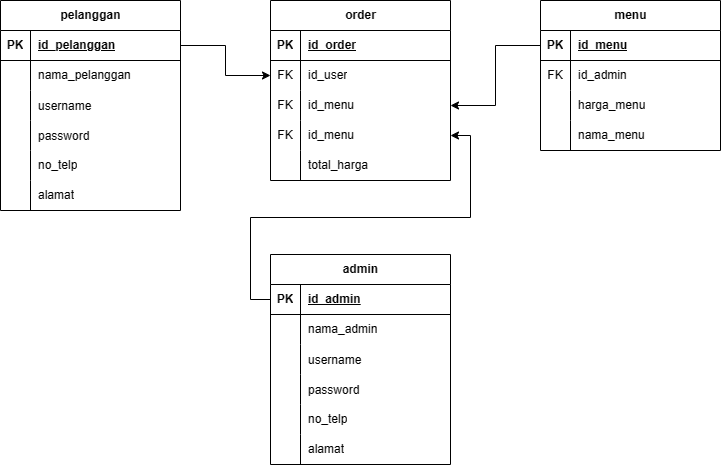 pelanggan
PK id_pelanggan
nama_pelanggan
username
password
no_telp
alamat
order
PK id_order
FK id_user
FK id_menu
FK id_menu
total_harga
menu
PK id_menu
FK id_admin
harga_menu
nama_menu
admin
PK id_admin
nama_admin
username
password
no_telp
alamat